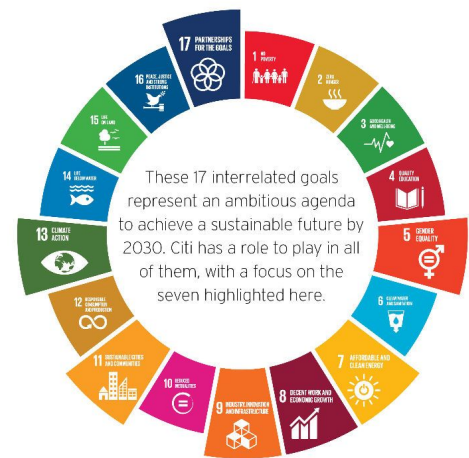 17 PARTNERSHIPS
FOR THE GOALS
1 NO
POVERTY
2 ZERO
HUNGER
3 GOOD HEALTH
AND WELL-BEING
4 QUALITY
EDUCATION
5 GENDER
EQUALITY
6 CLEAN WATER
AND SANITATION
7 AFFORDABLE AND
CLEAN ENERGY
8 DECENT WORK AND
ECONOMIC GROWTH
9 INDUSTRY, INNOVATION
AND INFRASTRUCTURE
10 REDUCED
INEQUALITIES
11 SUSTAINABLE CITIES
AND COMMUNITIES
12 RESPONSIBLE
CONSUMPTION
AND PRODUCTION
13 CLIMATE
ACTION
14 LIFE
BELOW WATER
15 LIFE
ON LAND
16 PEACE, JUSTICE
AND STRONG
INSTITUTIONS
These 17 interrelated goals
represent an ambitious agenda
to achieve a sustainable future by
2030. Citi has a role to play in all
of them, with a focus on the
seven highlighted here.